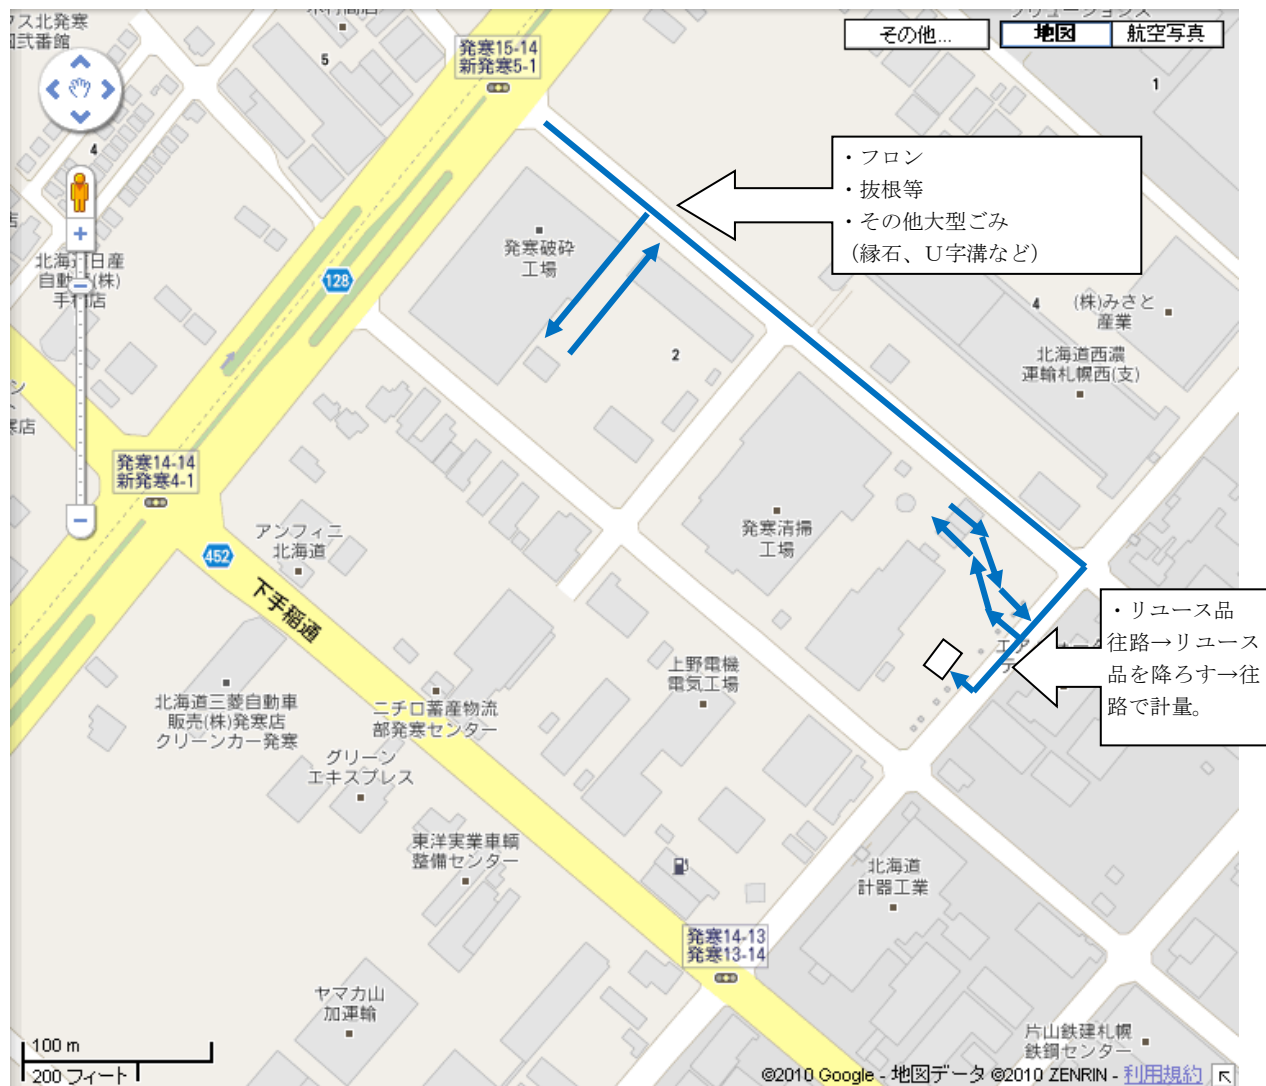 クス北発寒
弐番館
5
4
発寒15-14
新発寒5-1
その他...
地図
航空写真
1
・フロン
・抜根等
・その他大型ごみ
（縁石、Ｕ字溝など）
発寒破砕
工場
128
2
4
(株)みさと
産業
北海道西濃
運輸札幌西(支)
発寒14-14
新発寒4-1
452
アンフィニ
北海道
下手稲通
発寒清掃
工場
・リユース品
往路→リユース
品を降ろす→往
路で計量。
上野電機
電気工場
北海道三菱自動車
販売(株)発寒店
クリーンカー発寒
ニチロ畜産物流
部発寒センター
グリーン
エキスプレス
東洋実業車輌
整備センター
北海道
計器工業
発寒14-13
発寒13-14
ヤマカ山
加運輸
片山鉄建札幌
鉄鋼センター
100 m
200 フィート
©2010 Google - 地図データ ©2010 ZENRIN - 利用規約